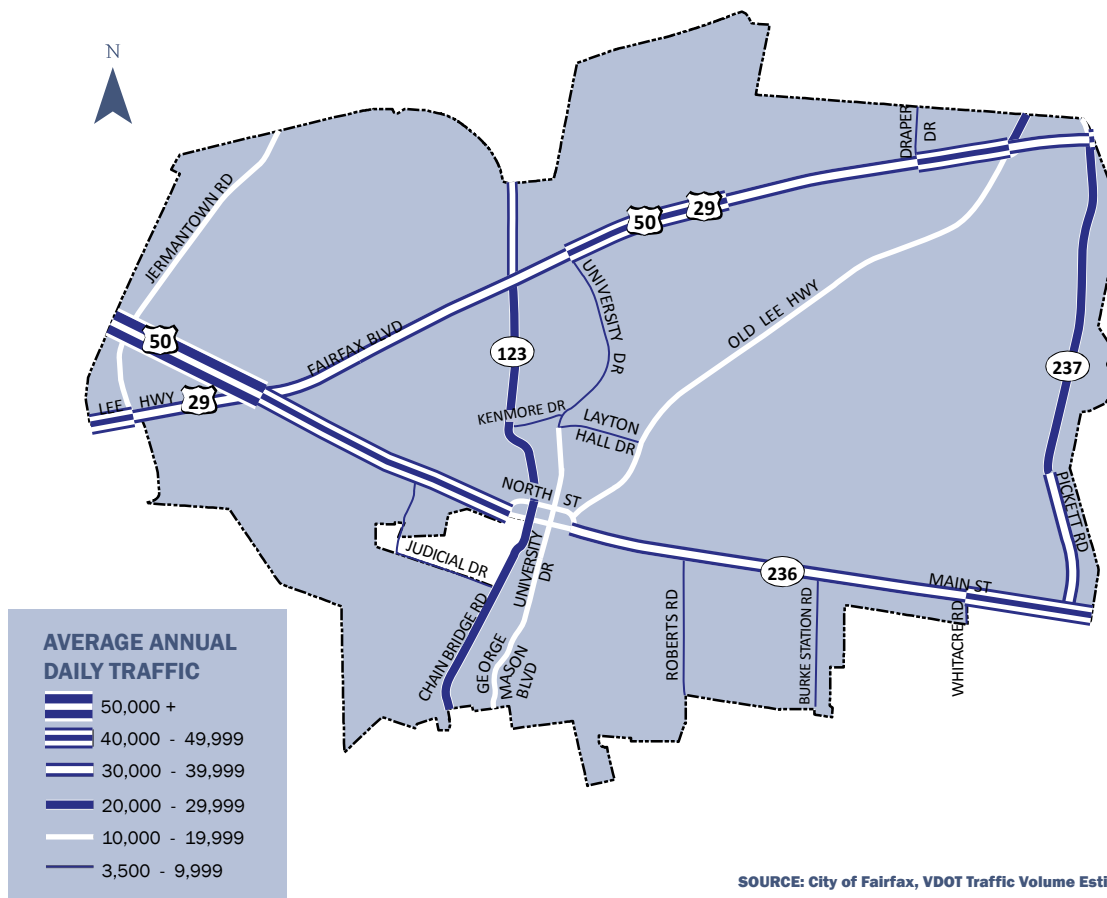 N
DRAPER
DR
JERMANTOWN RD
50
29
UNIVERSITY DR
OLD LEE HWY
50
FAIRFAX BLVD
123
237
LEE HWY
29
KENMORE DR
LAYTON
HALL DR
NORTH ST
PICKETT RD
JUDICIAL DR
UNIVERSITY
DR
236
MAIN ST
CHAIN BRIDGE RD
GEORGE
MASON
BLVD
ROBERTS RD
BURKE STATION RD
WHITACRE RD
AVERAGE ANNUAL
DAILY TRAFFIC
50,000 +
40,000 - 49,999
30,000 - 39,999
20,000 - 29,999
10,000 - 19,999
3,500 - 9,999
SOURCE: City of Fairfax, VDOT Traffic Volume Esti